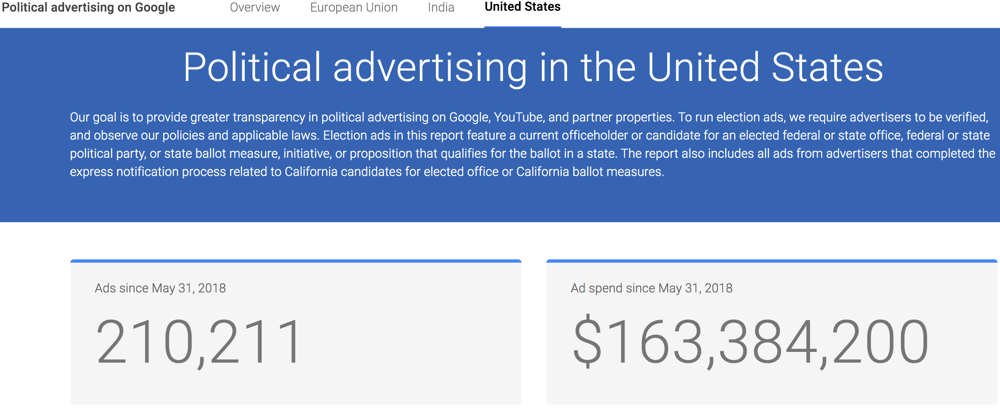 Political advertising on Google Overview European Union India United States
Political advertising in the United States
Our goal is to provide greater transparency in political advertising on Google, YouTube, and partner properties. To run election ads, we require advertisers to be verified,
and observe our policies and applicable laws. Election ads in this report feature a current officeholder or candidate for an elected federal or state office, federal or state
political party, or state ballot measure, initiative, or proposition that qualifies for the ballot in a state. The report also includes all ads from advertisers that completed the
express notification process related to California candidates for elected office or California ballot measures.
Ads since May 31, 2018
210,211
Ad spend since May 31, 2018
$163,384,200